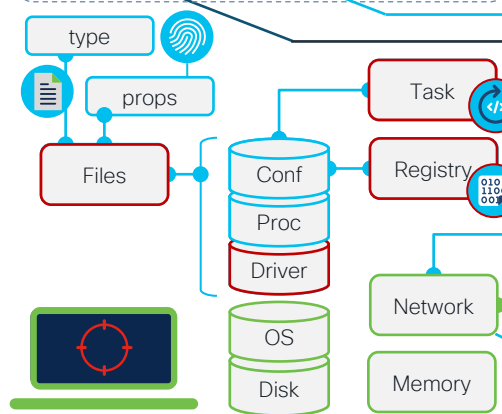 type
props
Files
Conf
Proc
Driver
OS
Disk
Task
</>
Registry
Network
Memory